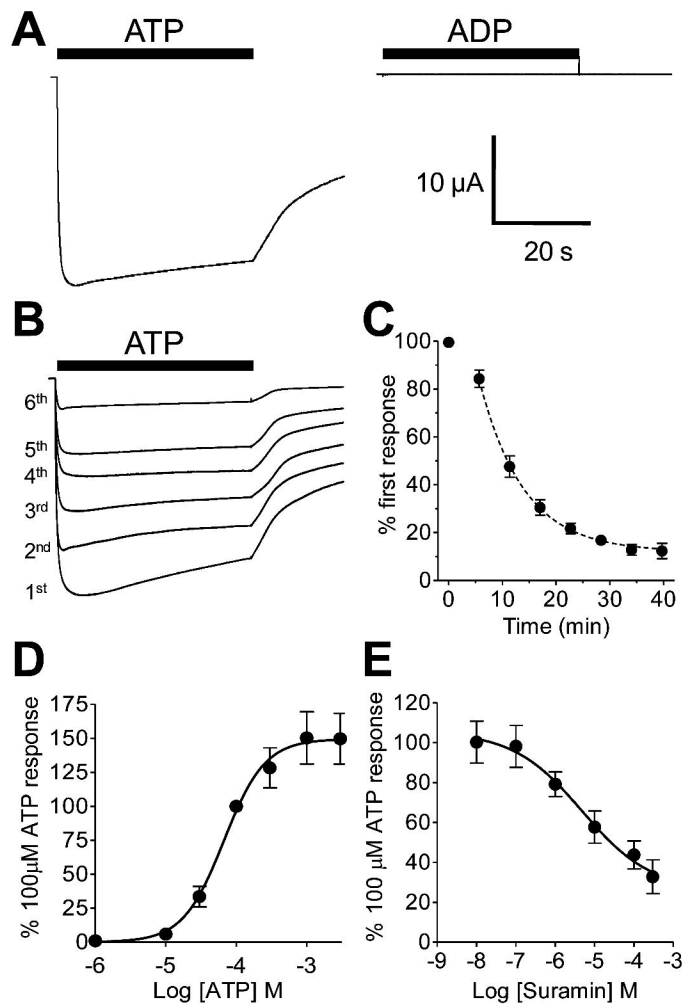 A
ATP
ADP
10 µA
20 s
B
ATP
6th
5th
4th
3rd
2nd
1st
C
% first response
100
80
60
40
20
0
0 10 20 30 40
Time (min)
D
% 100µM ATP response
175
150
125
100
75
50
25
0
-6 -5 -4 -3
Log [ATP] M
E
% 100 µM ATP response
120
100
80
60
40
20
0
-9 -8 -7 -6 -5 -4 -3
Log [Suramin] M